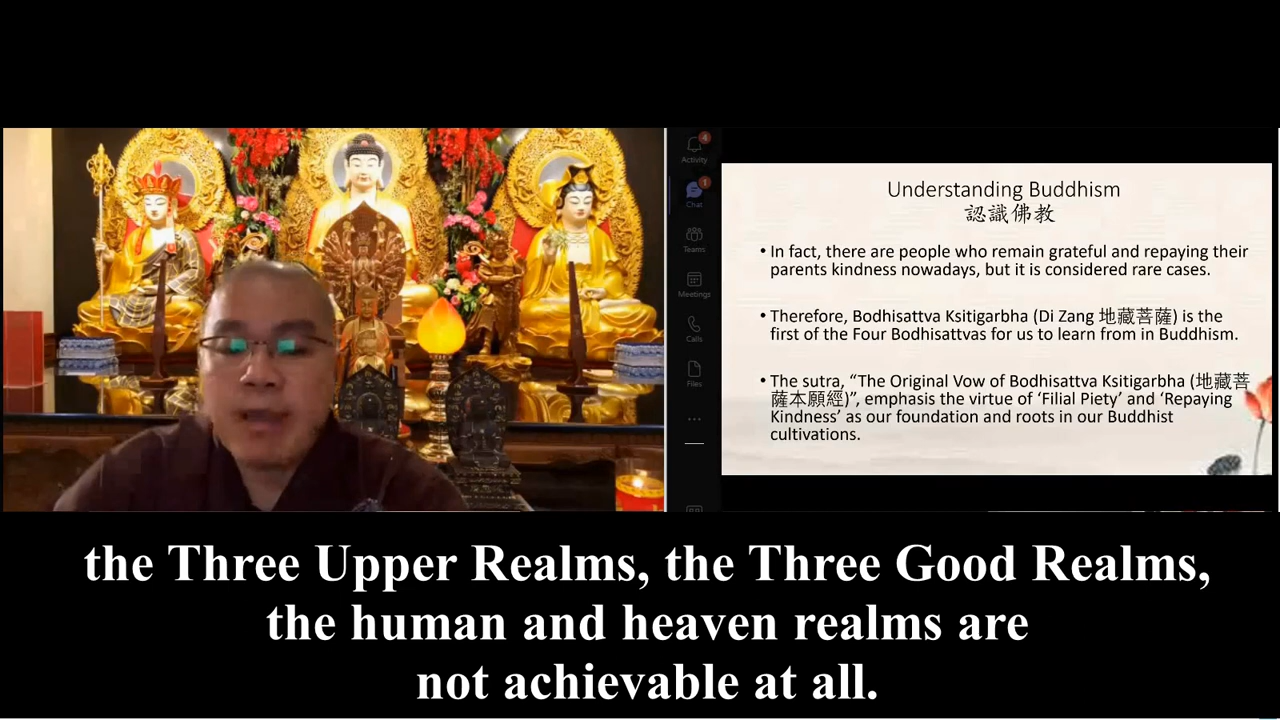 Activity
4
Chat
1
Teams
Meetings
Calls
Files
Understanding Buddhism
認識佛教
• In fact, there are people who remain grateful and repaying their
parents kindness nowadays, but it is considered rare cases.
• Therefore, Bodhisattva Ksitigarbha (Di Zang 地藏菩薩) is the
first of the Four Bodhisattvas for us to learn from in Buddhism.
• The sutra, “The Original Vow of Bodhisattva Ksitigarbha (地藏菩
薩本願經)”, emphasis the virtue of ‘Filial Piety’ and ‘Repaying
Kindness’ as our foundation and roots in our Buddhist
cultivations.
the Three Upper Realms, the Three Good Realms,
the human and heaven realms are
not achievable at all.